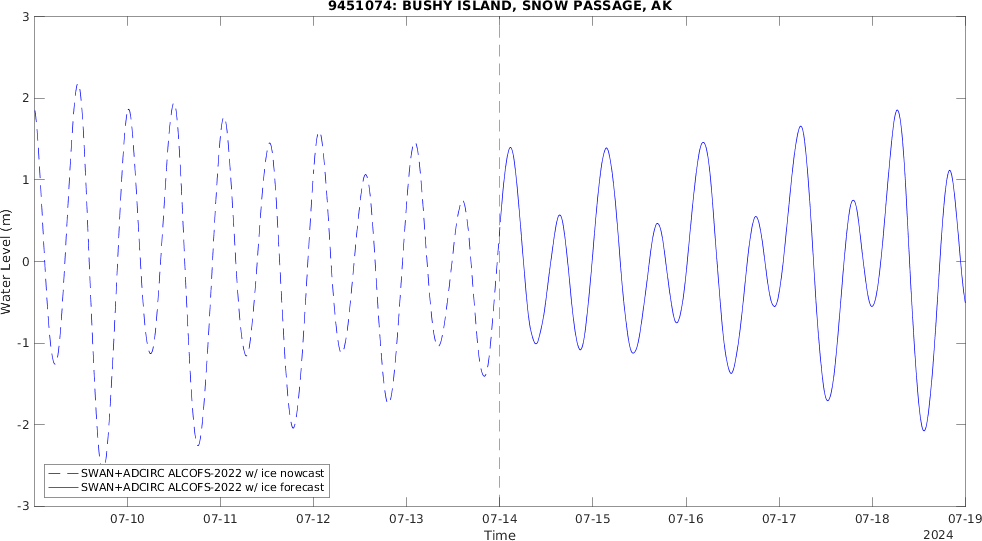 9451074: BUSHY ISLAND, SNOW PASSAGE, AK
3
2
1
0
-1
-2
-3
Water Level (m)
SWAN+ADCIRC ALCOFS-2022 w/ ice nowcast
SWAN+ADCIRC ALCOFS-2022 w/ ice forecast
07-10 07-11 07-12 07-13 07-14 07-15 07-16 07-17 07-18 07-19
Time
2024